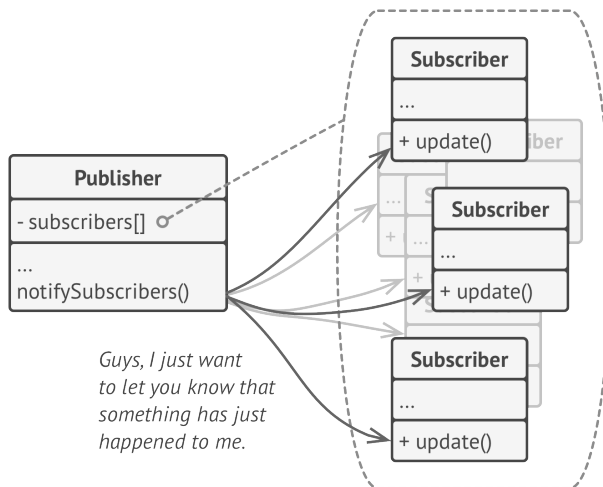 Publisher
- subscribers[]
...
notifySubscribers()
Guys, I just want
to let you know that
something has just
happened to me.
Subscriber
...
+ update()
Subscriber
...
+ update()
Subscriber
...
+ update()